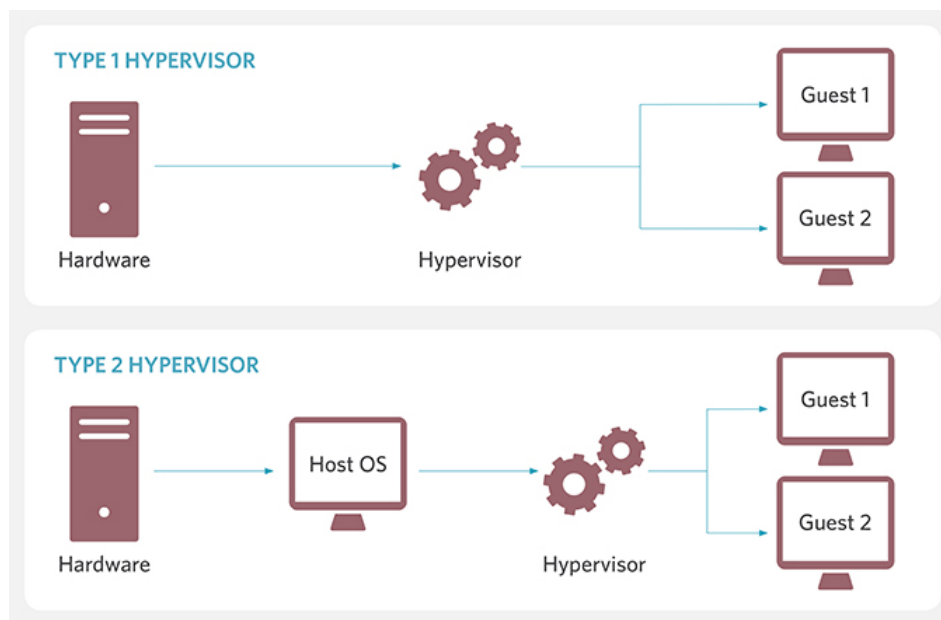 TYPE 1 HYPERVISOR
Guest 1
Guest 2
Hardware
Hypervisor
TYPE 2 HYPERVISOR
Guest 1
Host OS
Guest 2
Hardware
Hypervisor